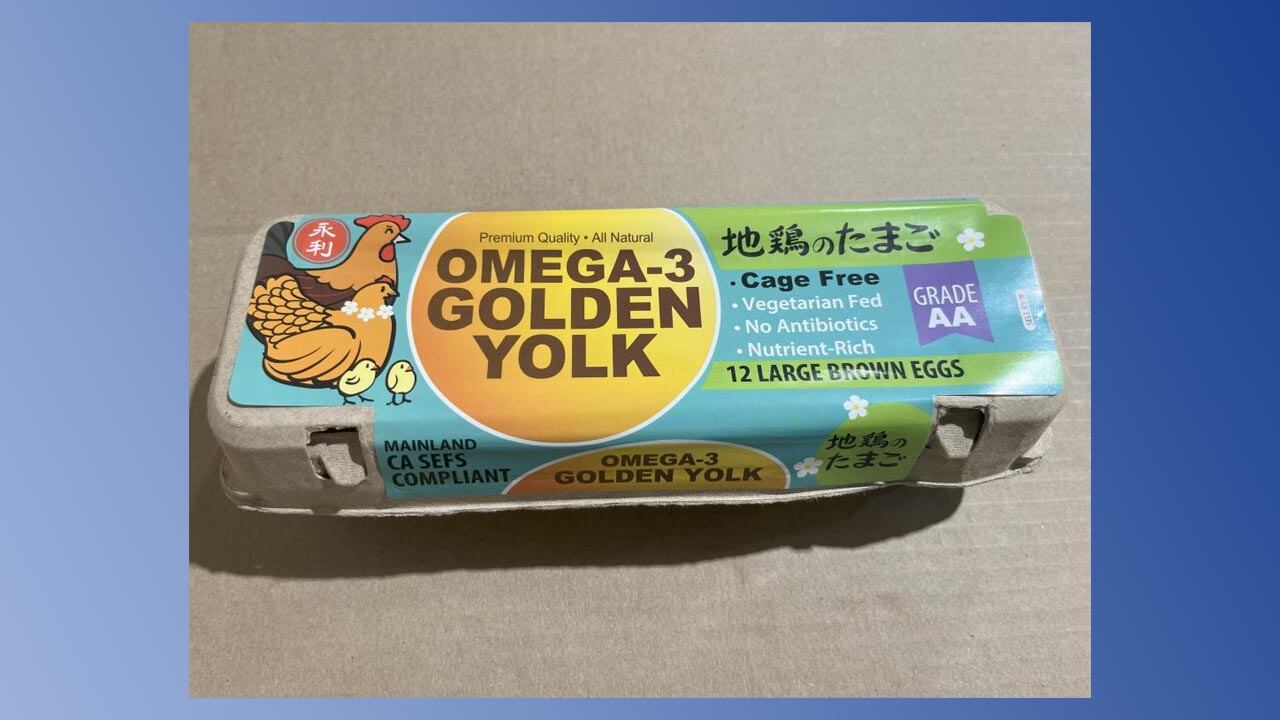 永
利
Premium Quality • All Natural
OMEGA-3
GOLDEN
YOLK
地鶏のたまご
• Cage Free
• Vegetarian Fed
• No Antibiotics
• Nutrient-Rich
GRADE
AA
12 LARGE BROWN EGGS
MAINLAND
CA SEFS
COMPLIANT
OMEGA-3
GOLDEN YOLK
地鶏の
たまご